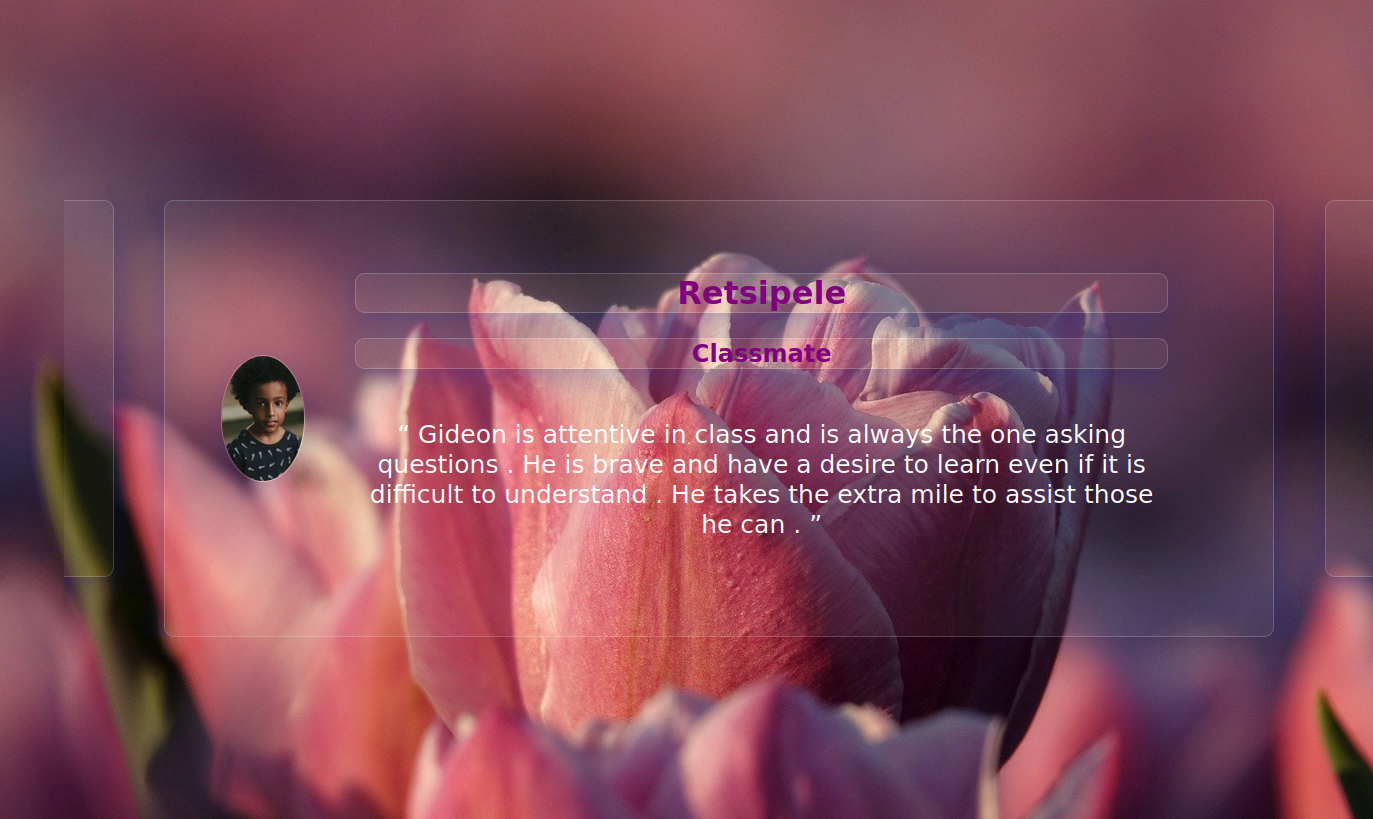 Retsipele
Classmate
“ Gideon is attentive in class and is always the one asking
questions . He is brave and have a desire to learn even if it is
difficult to understand . He takes the extra mile to assist those
he can . ”